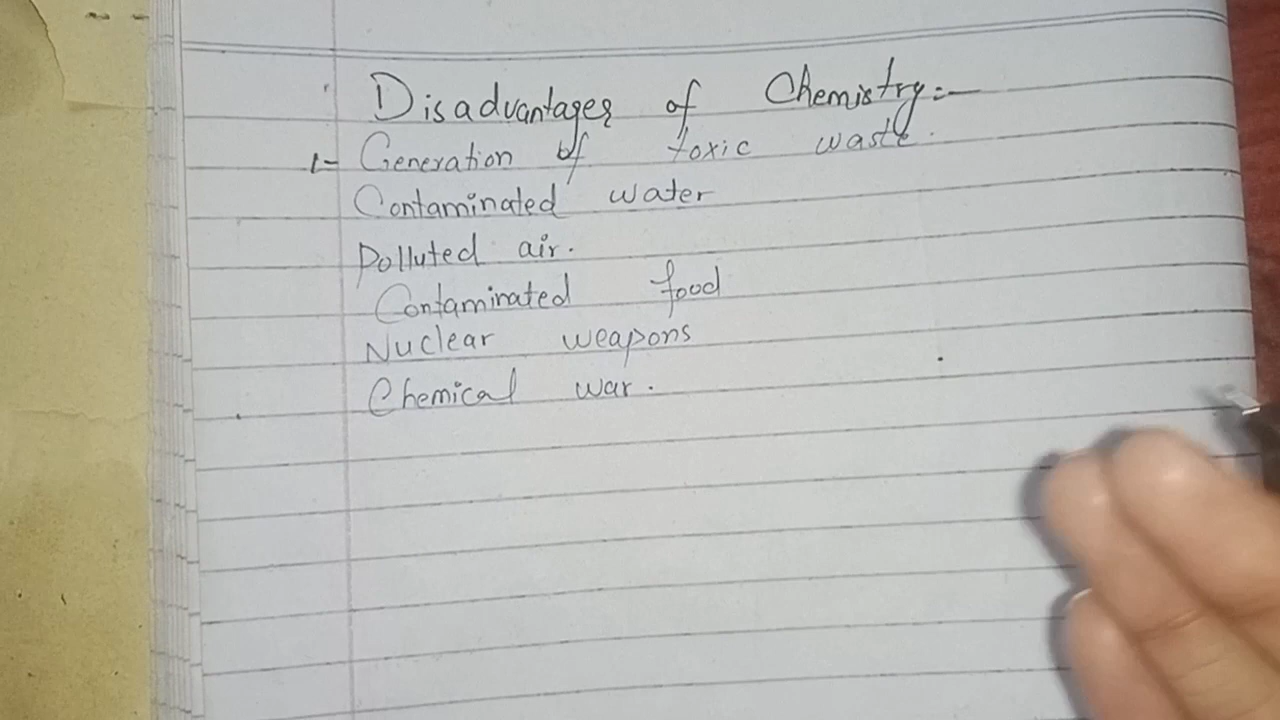 Disadvantages of Chemistry:-
1- Generation of toxic waste.
Contaminated water
Polluted air.
Contaminated food
Nuclear weapons
Chemical war.